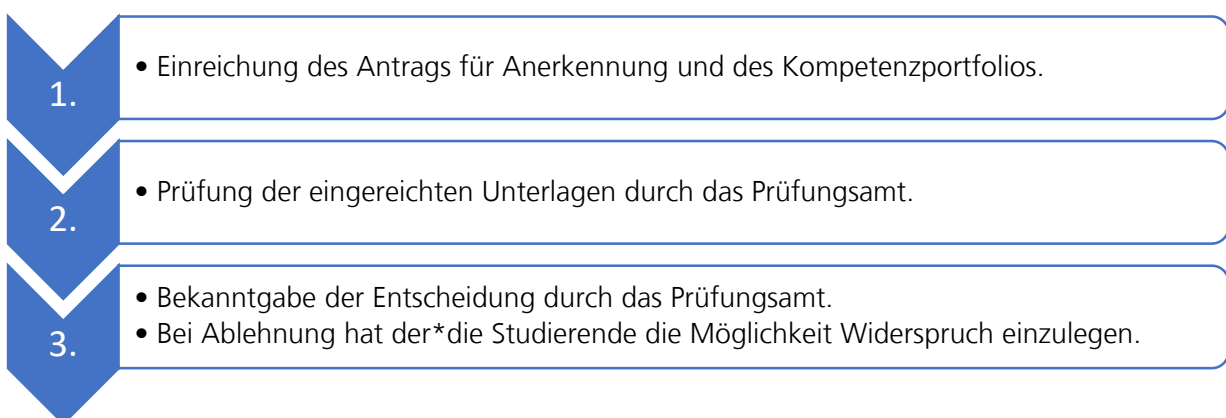 1.
• Einreichung des Antrags für Anerkennung und des Kompetenzportfolios.
2.
• Prüfung der eingereichten Unterlagen durch das Prüfungsamt.
3.
• Bekanntgabe der Entscheidung durch das Prüfungsamt.
• Bei Ablehnung hat der*die Studierende die Möglichkeit Widerspruch einzulegen.